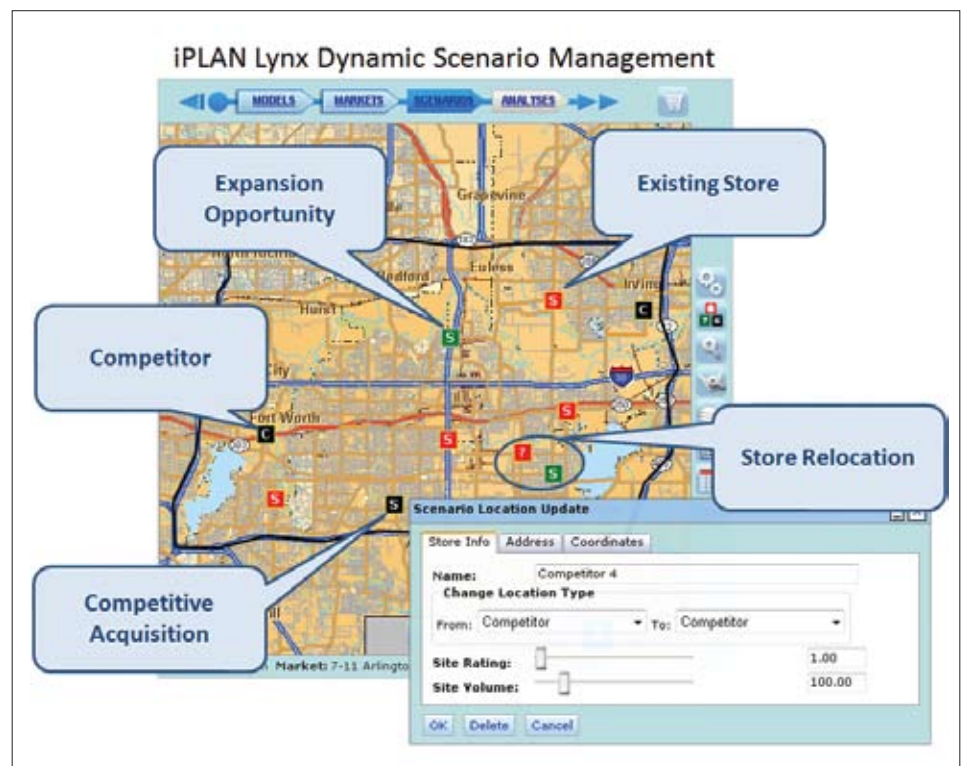 iPLAN Lynx Dynamic Scenario Management
MODELS MARKETS SCENARIOS ANALYSES
Expansion
Opportunity
Existing Store
Grapevine
Bedford
Euless
Irving
Hurst
S
C
S
Competitor
City
Fort Worth
C
S
S
?
S
Store Relocation
S
S
Competitive
Acquisition
Market: 7-11 Arlingto
Scenario Location Update
Store Info Address Coordinates
Name: Competitor 4
Change Location Type
From: Competitor To: Competitor
Site Rating: 1.00
Site Volume: 100.00
OK Delete Cancel